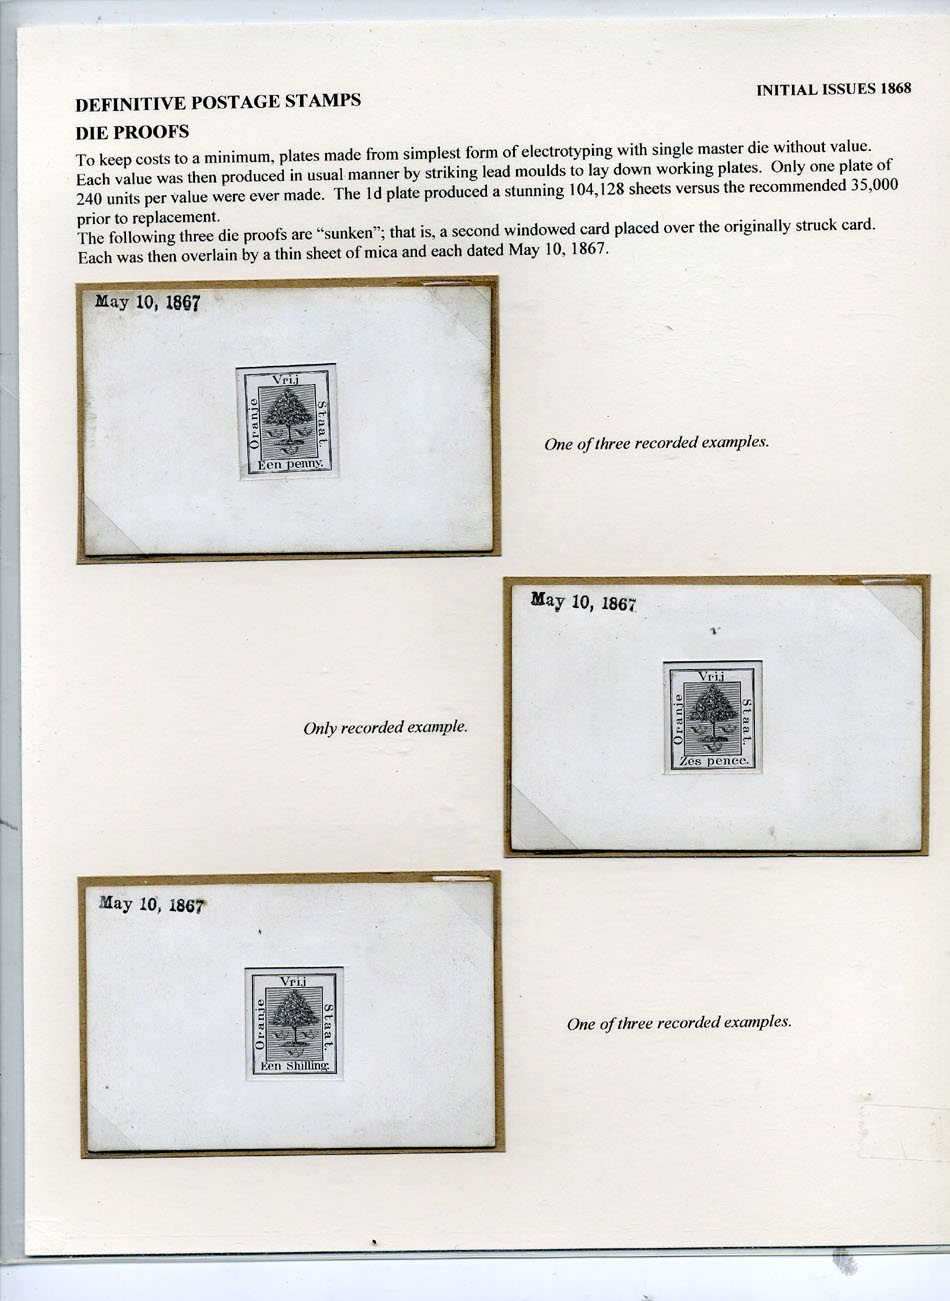 DEFINITIVE POSTAGE STAMPS
INITIAL ISSUES 1868
DIE PROOFS
To keep costs to a minimum, plates made from simplest form of electrotyping with single master die without value.
Each value was then produced in usual manner by striking lead moulds to lay down working plates. Only one plate of
240 units per value were ever made. The 1d plate produced a stunning 104,128 sheets versus the recommended 35,000
prior to replacement.
The following three die proofs are “sunken”; that is, a second windowed card placed over the originally struck card.
Each was then overlain by a thin sheet of mica and each dated May 10, 1867.
May 10, 1867
Vrij
Oranje
Staat.
Een penny.
One of three recorded examples.
May 10, 1867
Vrij
Oranje
Staat.
Zes pence.
Only recorded example.
May 10, 1867
Vrij
Oranje
Staat.
Een Shilling.
One of three recorded examples.